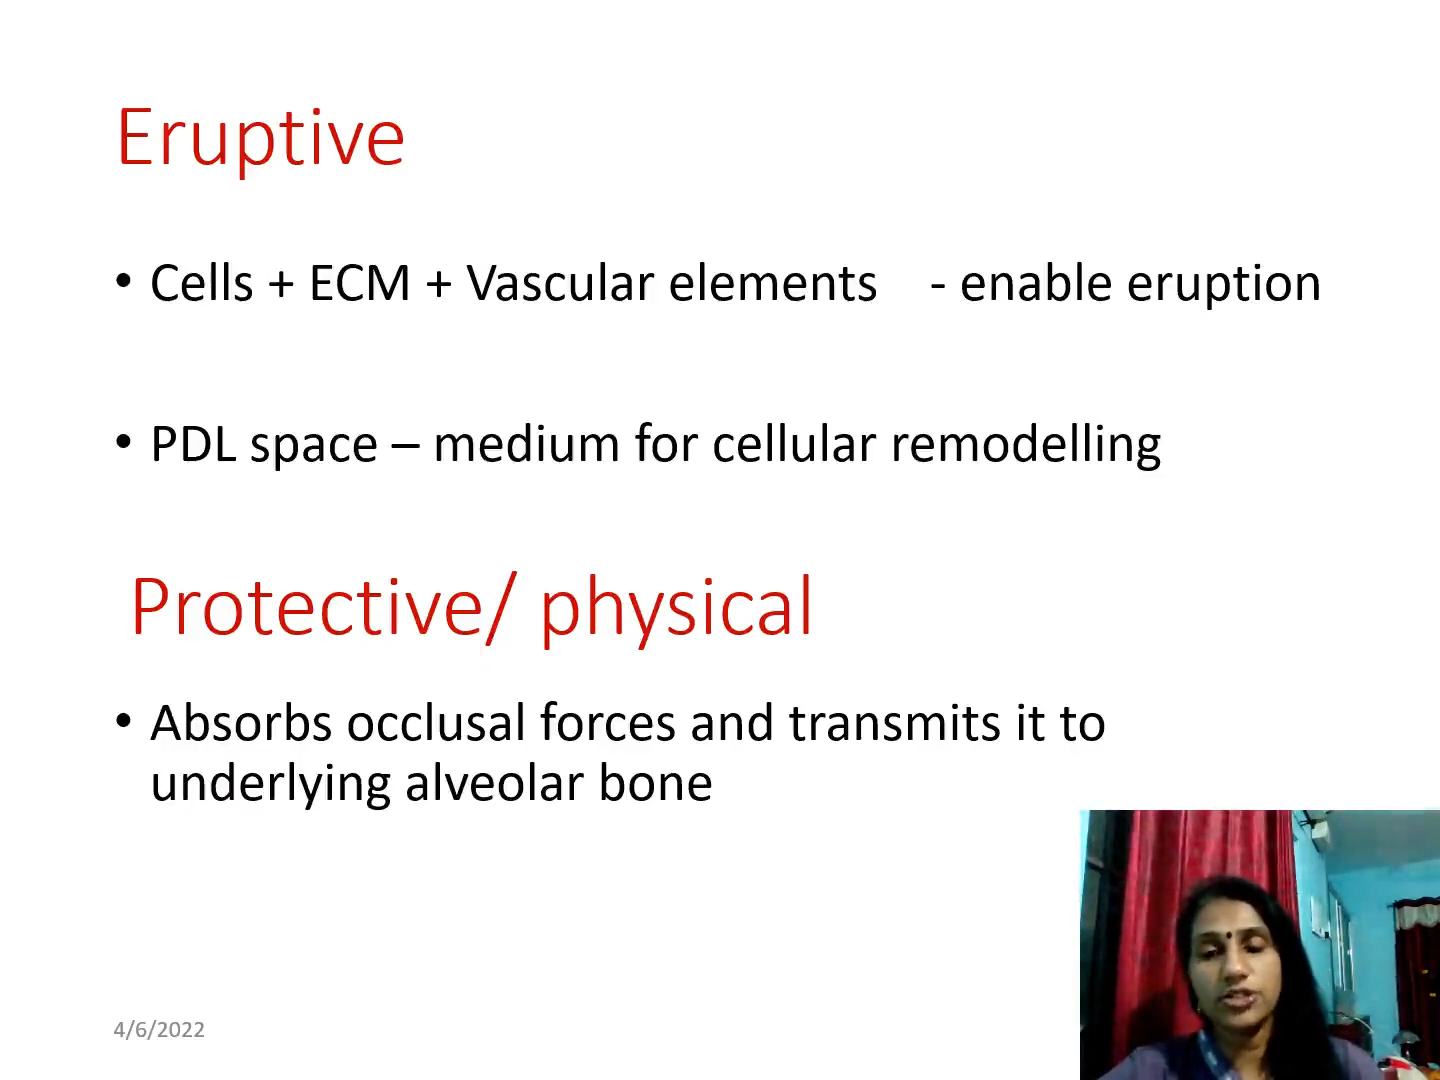 Eruptive
• Cells + ECM + Vascular elements - enable eruption
• PDL space – medium for cellular remodelling
Protective/ physical
• Absorbs occlusal forces and transmits it to
underlying alveolar bone
4/6/2022